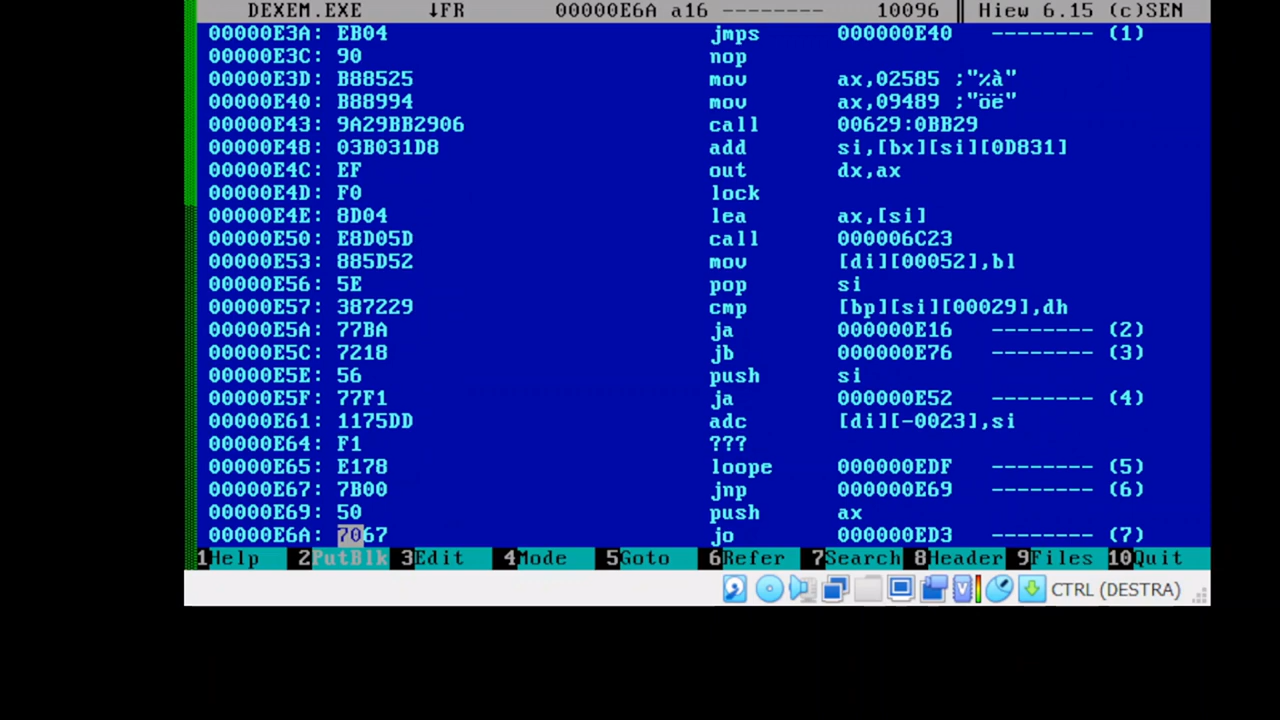 DEXEM.EXE ↓FR 00000E6A a16 -------- 10096 ║ Hiew 6.15 (c)SEN
00000E3A: EB04 jmps 000000E40 -------- (1)
00000E3C: 90 nop
00000E3D: B88525 mov ax,02585 ;"%à"
00000E40: B88994 mov ax,09489 ;"öë"
00000E43: 9A29BB2906 call 00629:0BB29
00000E48: 03B031D8 add si,[bx][si][0D831]
00000E4C: EF out dx,ax
00000E4D: F0 lock
00000E4E: 8D04 lea ax,[si]
00000E50: E8D05D call 000006C23
00000E53: 885D52 mov [di][00052],bl
00000E56: 5E pop si
00000E57: 387229 cmp [bp][si][00029],dh
00000E5A: 77BA ja 000000E16 -------- (2)
00000E5C: 7218 jb 000000E76 -------- (3)
00000E5E: 56 push si
00000E5F: 77F1 ja 000000E52 -------- (4)
00000E61: 1175DD adc [di][-0023],si
00000E64: F1 ???
00000E65: E178 loope 000000EDF -------- (5)
00000E67: 7B00 jnp 000000E69 -------- (6)
00000E69: 50 push ax
00000E6A: 7067 jo 000000ED3 -------- (7)
1Help 2PutBlk 3Edit 4Mode 5Goto 6Refer 7Search 8Header 9Files 10Quit
CTRL (DESTRA)